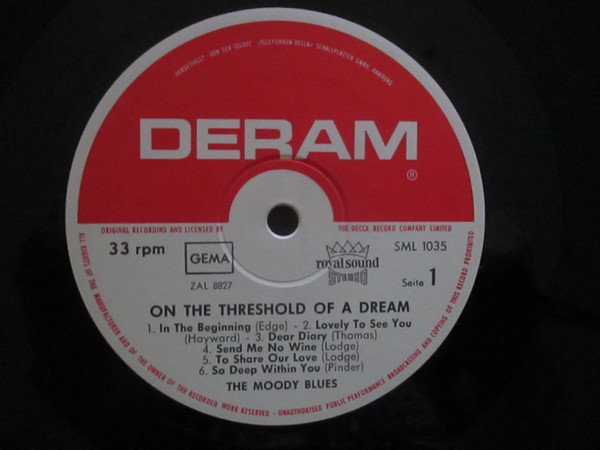 HERGESTELLT VON DER TELDEC »TELEFUNKEN DECCA« SCHALLPLATTEN GMBH, HAMBURG
DERAM
®
ORIGINAL RECORDING AND LICENSED BY THE DECCA RECORD COMPANY LIMITED
33 rpm
GEMA
ZAL 8827
royalsound
STEREO
SML 1035
Seite 1
ON THE THRESHOLD OF A DREAM
1. In The Beginning (Edge) - 2. Lovely To See You
(Hayward) - 3. Dear Diary (Thomas)
4. Send Me No Wine (Lodge)
5. To Share Our Love (Lodge)
6. So Deep Within You (Pinder)
THE MOODY BLUES
ALL RIGHTS OF THE MANUFACTURER AND OF THE OWNER OF THE RECORDED WORK RESERVED - UNAUTHORISED PUBLIC PERFORMANCE BROADCASTING AND COPYING OF THIS RECORD PROHIBITED